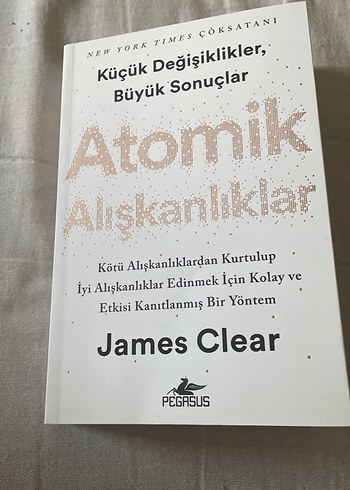 NEW YORK TIMES ÇOKSATANI
Küçük Değişiklikler,
Büyük Sonuçlar
Atomik
Alışkanlıklar
Kötü Alışkanlıklardan Kurtulup
İyi Alışkanlıklar Edinmek İçin Kolay ve
Etkisi Kanıtlanmış Bir Yöntem
James Clear
PEGASUS